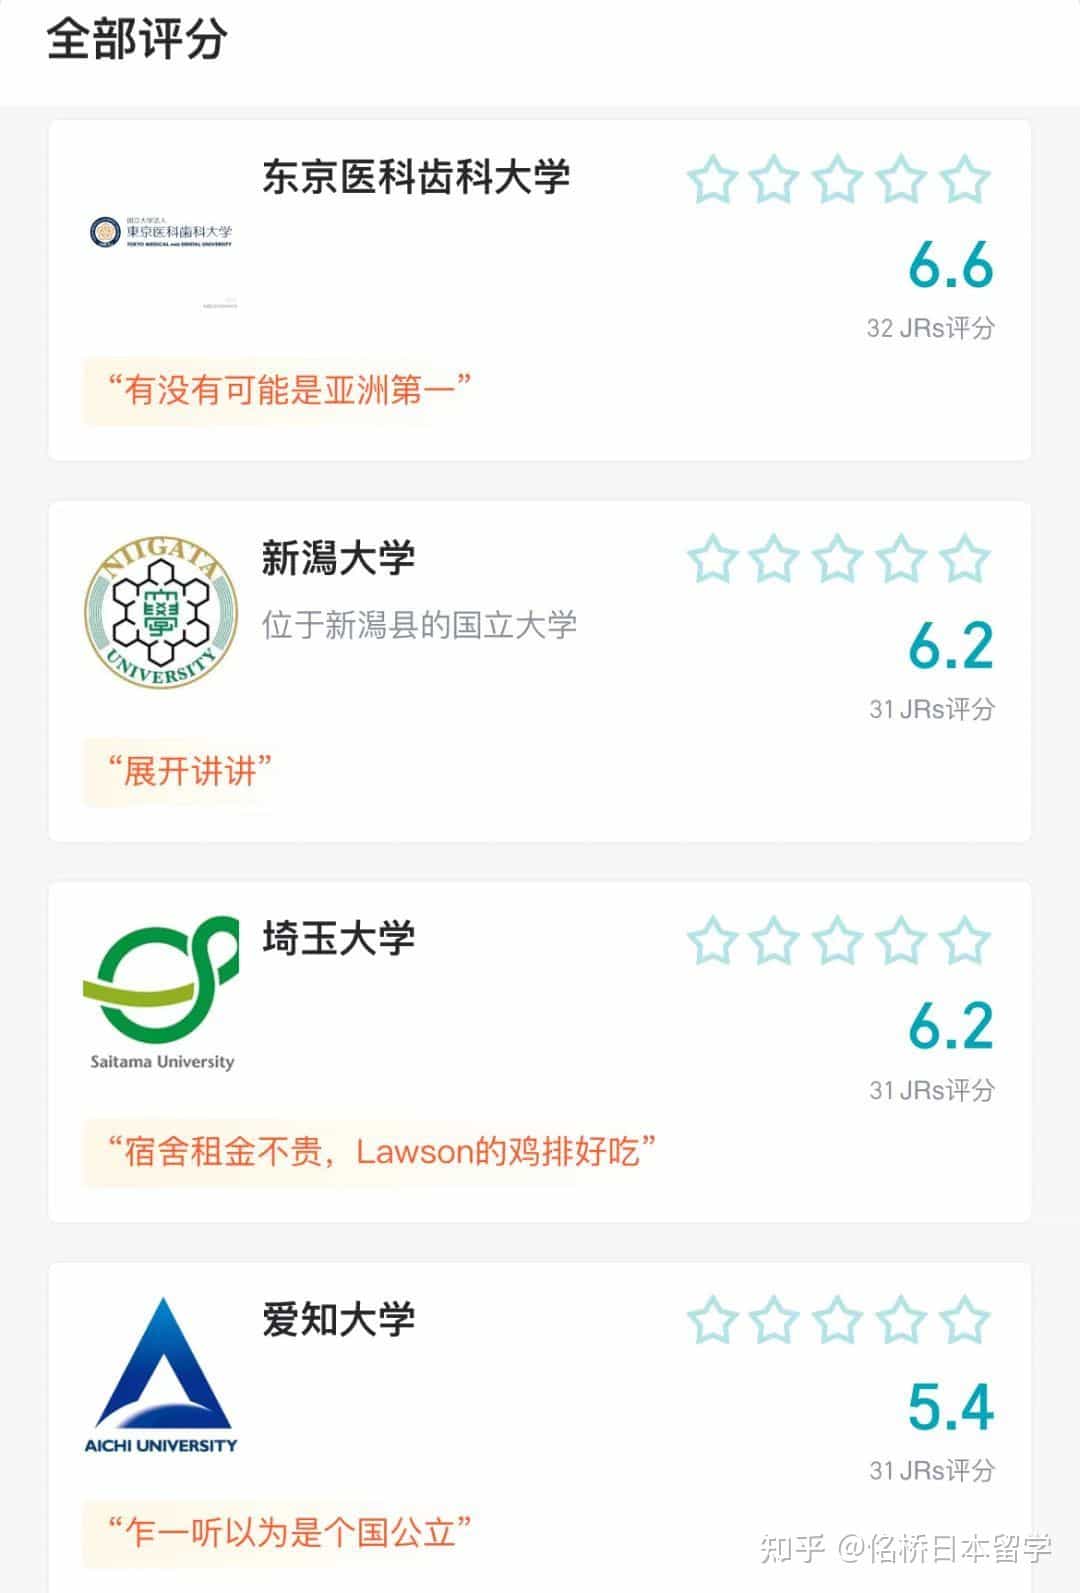 全部评分
东京医科齿科大学
国立大学法人
東京医科歯科大学
TOKYO MEDICAL AND DENTAL UNIVERSITY
6.6
32 JRs评分
“有没有可能是亚洲第一”
NIIGATA
UNIVERSITY
新潟大学
位于新潟县的国立大学
6.2
31 JRs评分
“展开讲讲”
埼玉大学
Saitama University
6.2
31 JRs评分
“宿舍租金不贵，Lawson的鸡排好吃”
爱知大学
AICHI UNIVERSITY
5.4
31 JRs评分
“乍一听以为是个国公立”
知乎 @佲桥日本留学